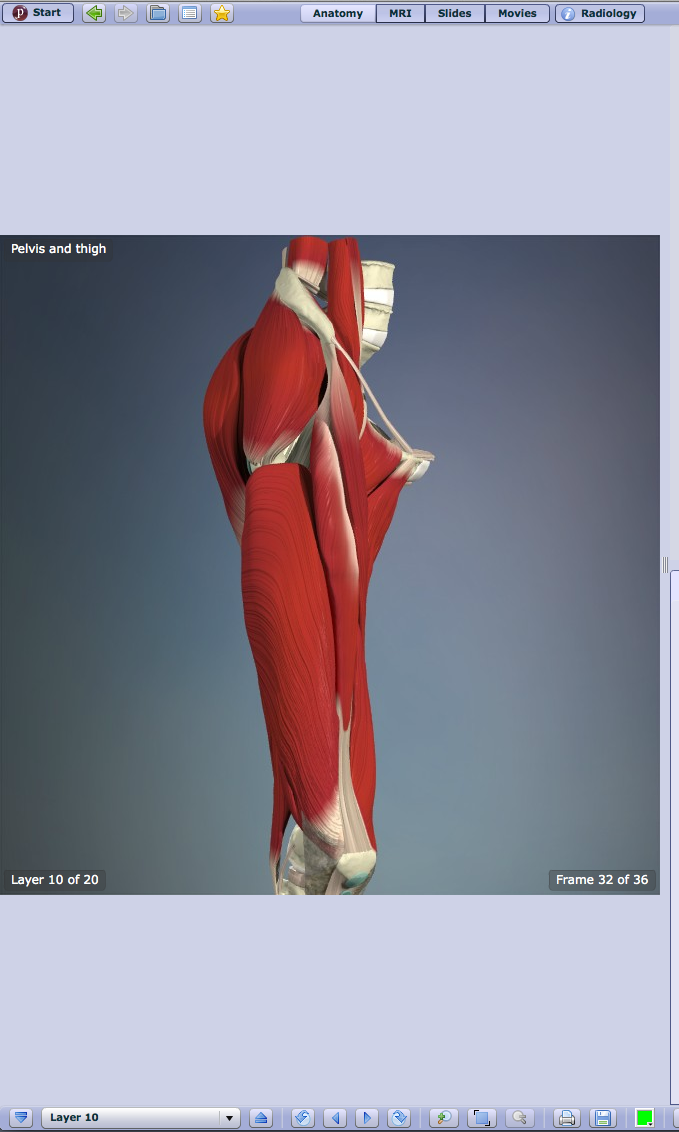 p Start Anatomy MRI Slides Movies i Radiology
Pelvis and thigh
Layer 10 of 20 Frame 32 of 36
Layer 10